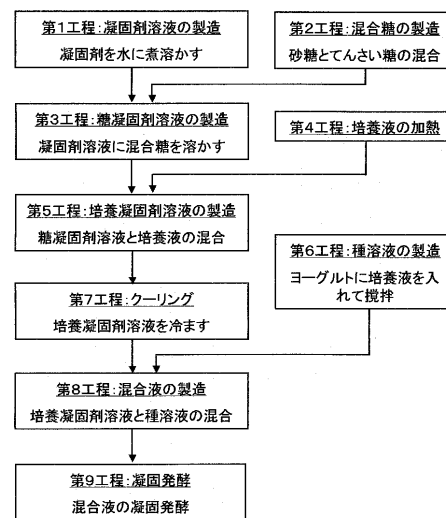 第1工程：凝固剤溶液の製造
凝固剤を水に煮溶かす
第2工程：混合糖の製造
砂糖とてんさい糖の混合
第3工程：糖凝固剤溶液の製造
凝固剤溶液に混合糖を溶かす
第4工程：培養液の加熱
第5工程：培養凝固剤溶液の製造
糖凝固剤溶液と培養液の混合
第6工程：種溶液の製造
ヨーグルトに培養液を入
れて撹拌
第7工程：クーリング
培養凝固剤溶液を冷ます
第8工程：混合液の製造
培養凝固剤溶液と種溶液の混合
第9工程：凝固発酵
混合液の凝固発酵